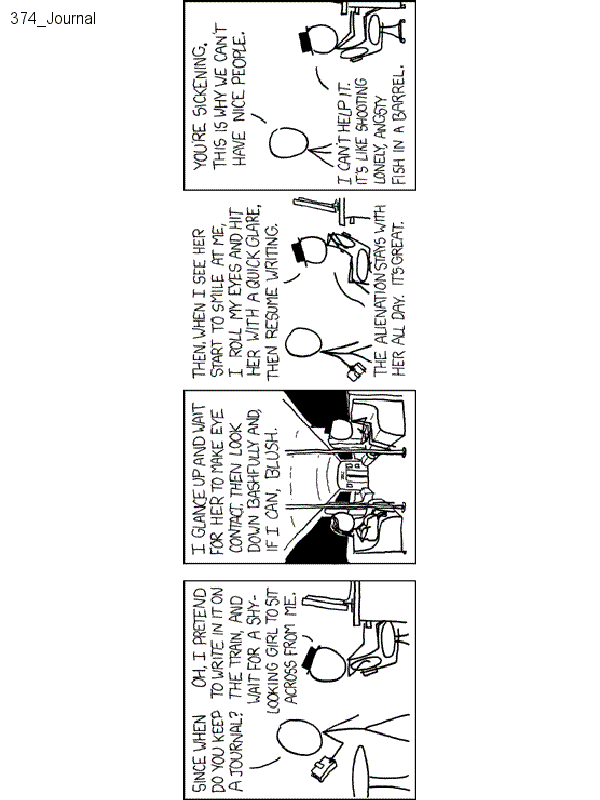 374_Journal
SINCE WHEN
DO YOU KEEP
A JOURNAL?
OH, I PRETEND
TO WRITE IN IT ON
THE TRAIN, AND
WAIT FOR A SHY-
LOOKING GIRL TO SIT
ACROSS FROM ME.
I GLANCE UP AND WAIT
FOR HER TO MAKE EYE
CONTACT. THEN LOOK
DOWN BASHFULLY AND,
IF I CAN, BLUSH.
THEN, WHEN I SEE HER
START TO SMILE AT ME,
I ROLL MY EYES AND HIT
HER WITH A QUICK GLARE,
THEN RESUME WRITING.
THE ALIENATION STAYS WITH
HER ALL DAY. IT'S GREAT.
YOU'RE SICKENING.
THIS IS WHY WE CAN'T
HAVE NICE PEOPLE.
I CAN'T HELP IT.
IT'S LIKE SHOOTING
LONELY, ANGSTY
FISH IN A BARREL.